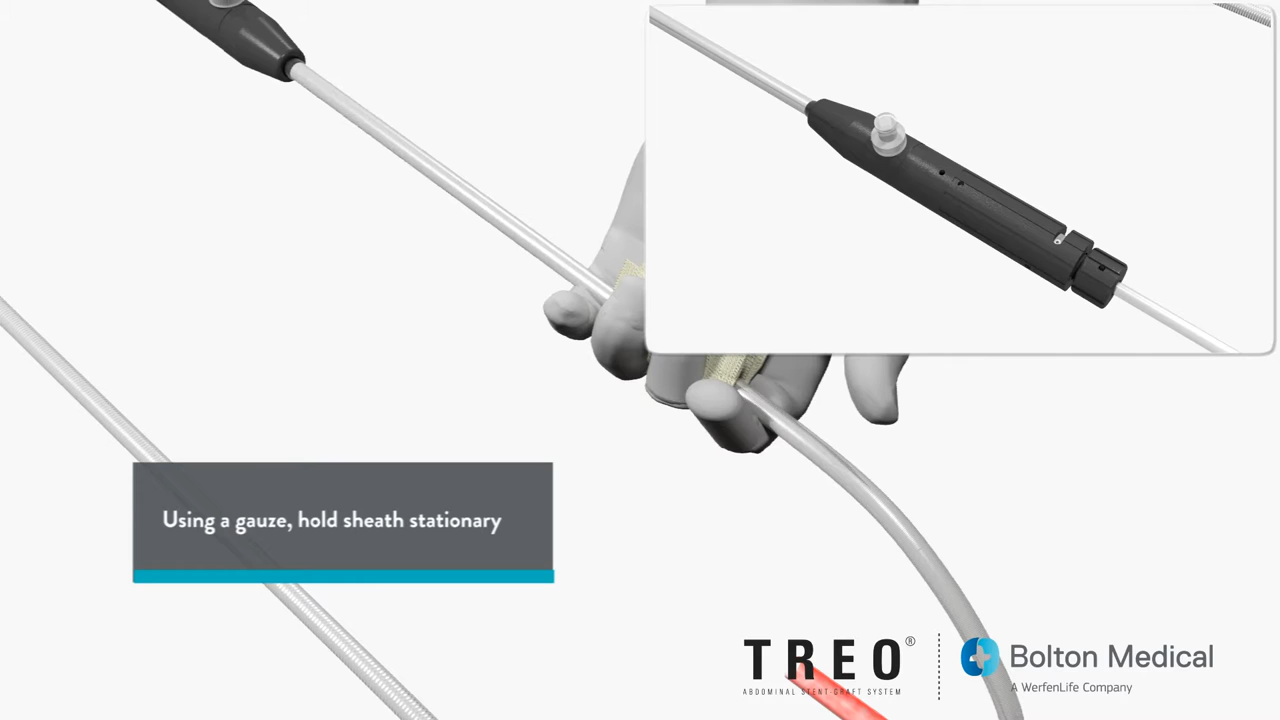 Using a gauze, hold sheath stationary
TREO®
ABDOMINAL STENT-GRAFT SYSTEM
Bolton Medical
A WerfenLife Company